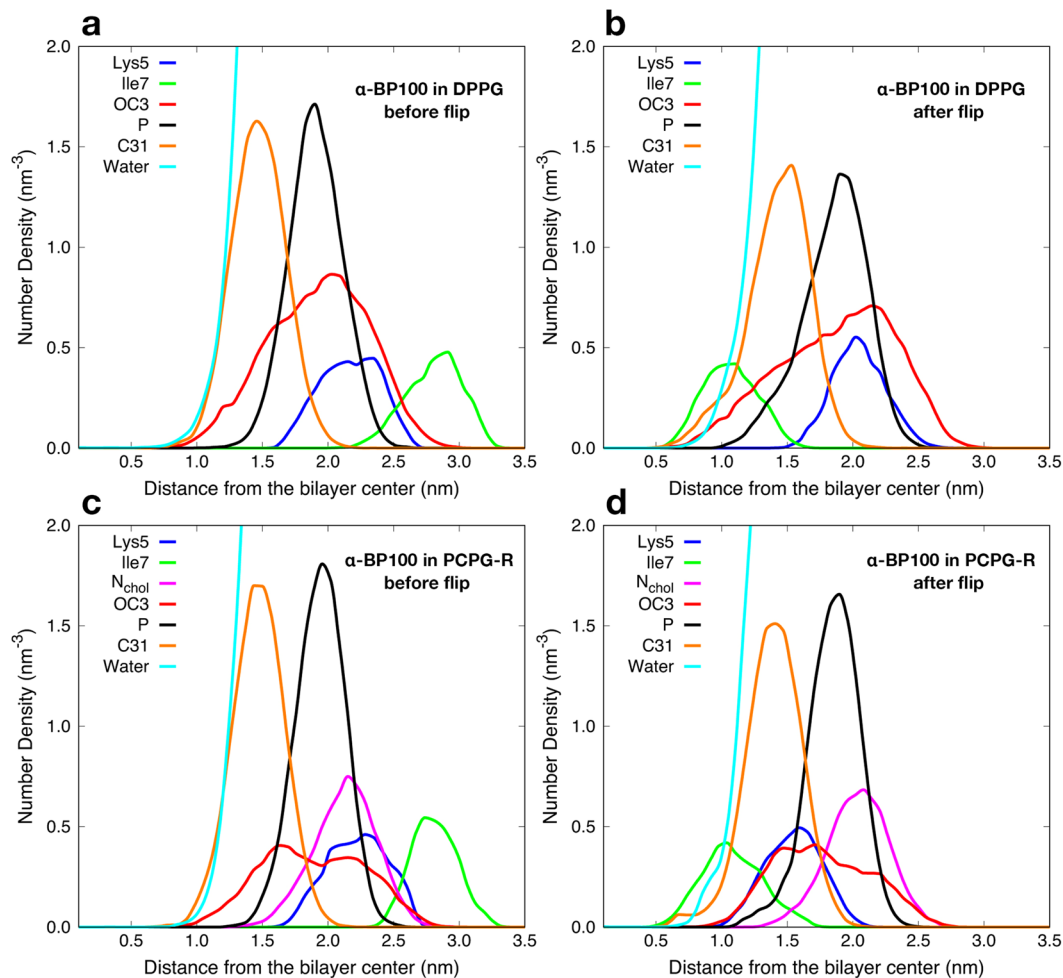 a
2.0
1.5
1.0
0.5
0.0
Number Density (nm-3)
Lys5
Ile7
OC3
P
C31
Water
α-BP100 in DPPG
before flip
0.5 1.0 1.5 2.0 2.5 3.0 3.5
Distance from the bilayer center (nm)
b
2.0
1.5
1.0
0.5
0.0
Number Density (nm-3)
Lys5
Ile7
OC3
P
C31
Water
α-BP100 in DPPG
after flip
0.5 1.0 1.5 2.0 2.5 3.0 3.5
Distance from the bilayer center (nm)
c
2.0
1.5
1.0
0.5
0.0
Number Density (nm-3)
Lys5
Ile7
Nchol
OC3
P
C31
Water
α-BP100 in PCPG-R
before flip
0.5 1.0 1.5 2.0 2.5 3.0 3.5
Distance from the bilayer center (nm)
d
2.0
1.5
1.0
0.5
0.0
Number Density (nm-3)
Lys5
Ile7
Nchol
OC3
P
C31
Water
α-BP100 in PCPG-R
after flip
0.5 1.0 1.5 2.0 2.5 3.0 3.5
Distance from the bilayer center (nm)